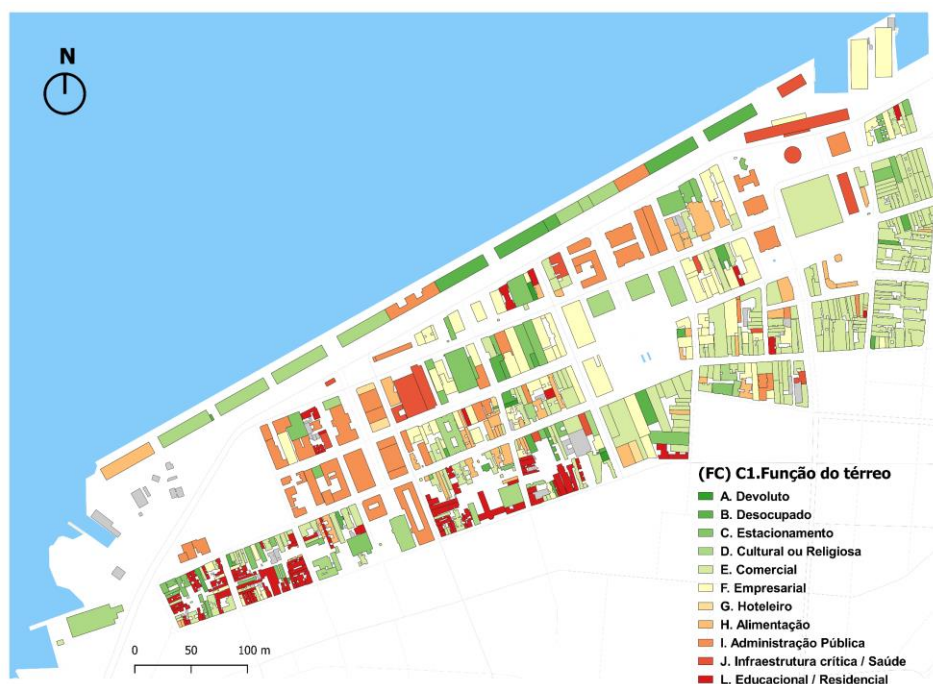 N
(FC) C1.Função do térreo
A. Devoluto
B. Desocupado
C. Estacionamento
D. Cultural ou Religiosa
E. Comercial
F. Empresarial
G. Hoteleiro
H. Alimentação
I. Administração Pública
J. Infraestrutura crítica / Saúde
L. Educacional / Residencial
0 50 100 m